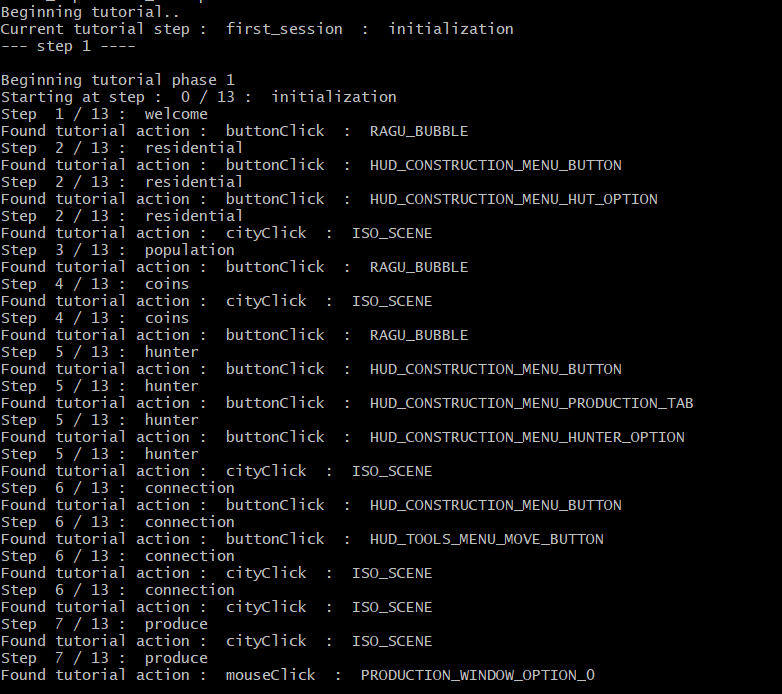 Beginning tutorial..
Current tutorial step :  first_session  :  initialization
--- step 1 ----
Beginning tutorial phase 1
Starting at step :  0 / 13 :  initialization
Step  1 / 13 :  welcome
Found tutorial action :  buttonClick  :  RAGU_BUBBLE
Step  2 / 13 :  residential
Found tutorial action :  buttonClick  :  HUD_CONSTRUCTION_MENU_BUTTON
Step  2 / 13 :  residential
Found tutorial action :  buttonClick  :  HUD_CONSTRUCTION_MENU_HUT_OPTION
Step  2 / 13 :  residential
Found tutorial action :  cityClick  :  ISO_SCENE
Step  3 / 13 :  population
Found tutorial action :  buttonClick  :  RAGU_BUBBLE
Step  4 / 13 :  coins
Found tutorial action :  cityClick  :  ISO_SCENE
Step  4 / 13 :  coins
Found tutorial action :  buttonClick  :  RAGU_BUBBLE
Step  5 / 13 :  hunter
Found tutorial action :  buttonClick  :  HUD_CONSTRUCTION_MENU_BUTTON
Step  5 / 13 :  hunter
Found tutorial action :  buttonClick  :  HUD_CONSTRUCTION_MENU_PRODUCTION_TAB
Step  5 / 13 :  hunter
Found tutorial action :  buttonClick  :  HUD_CONSTRUCTION_MENU_HUNTER_OPTION
Step  5 / 13 :  hunter
Found tutorial action :  cityClick  :  ISO_SCENE
Step  6 / 13 :  connection
Found tutorial action :  buttonClick  :  HUD_CONSTRUCTION_MENU_BUTTON
Step  6 / 13 :  connection
Found tutorial action :  buttonClick  :  HUD_TOOLS_MENU_MOVE_BUTTON
Step  6 / 13 :  connection
Found tutorial action :  cityClick  :  ISO_SCENE
Step  6 / 13 :  connection
Found tutorial action :  cityClick  :  ISO_SCENE
Step  7 / 13 :  produce
Found tutorial action :  cityClick  :  ISO_SCENE
Step  7 / 13 :  produce
Found tutorial action :  mouseClick  :  PRODUCTION_WINDOW_OPTION_0